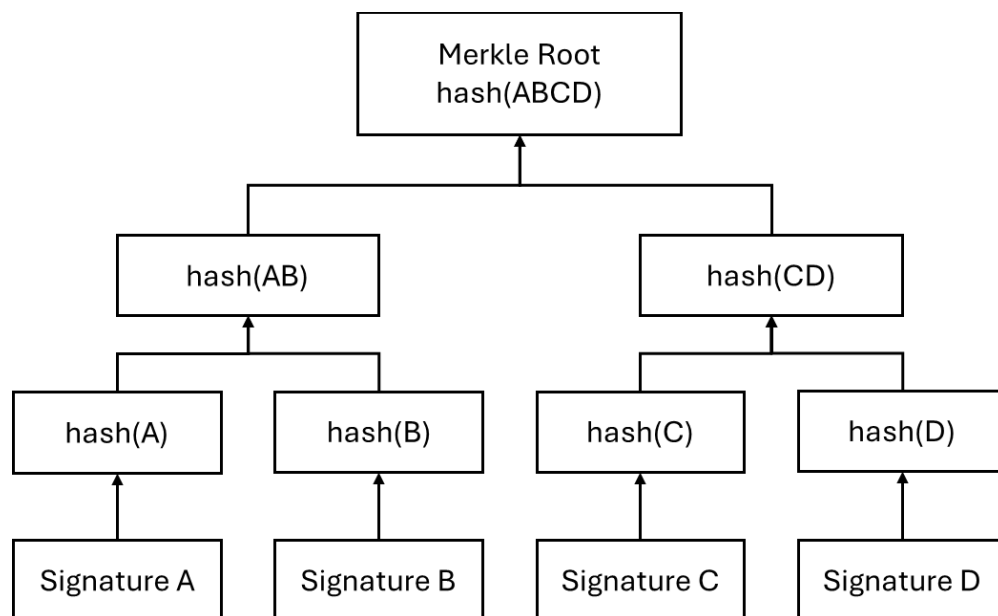 Merkle Root
hash(ABCD)
hash(AB)
hash(CD)
hash(A)
hash(B)
hash(C)
hash(D)
Signature A
Signature B
Signature C
Signature D